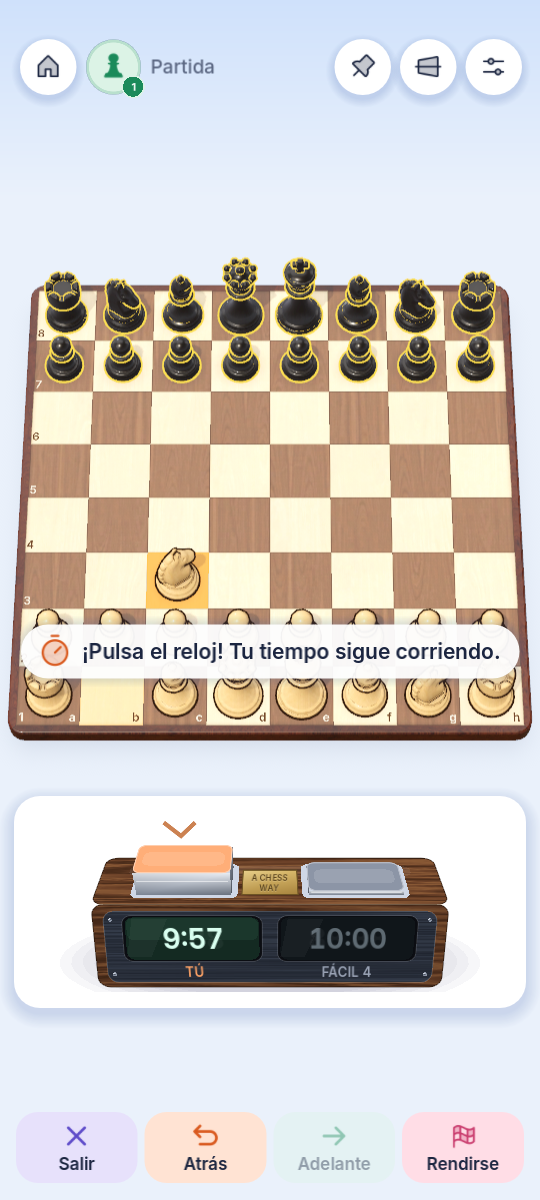 Partida
1
8
7
6
5
4
3
¡Pulsa el reloj! Tu tiempo sigue corriendo.
1 a b c d e f g h
A CHESS
WAY
9:57 10:00
TÚ FÁCIL 4
Salir Atrás Adelante Rendirse